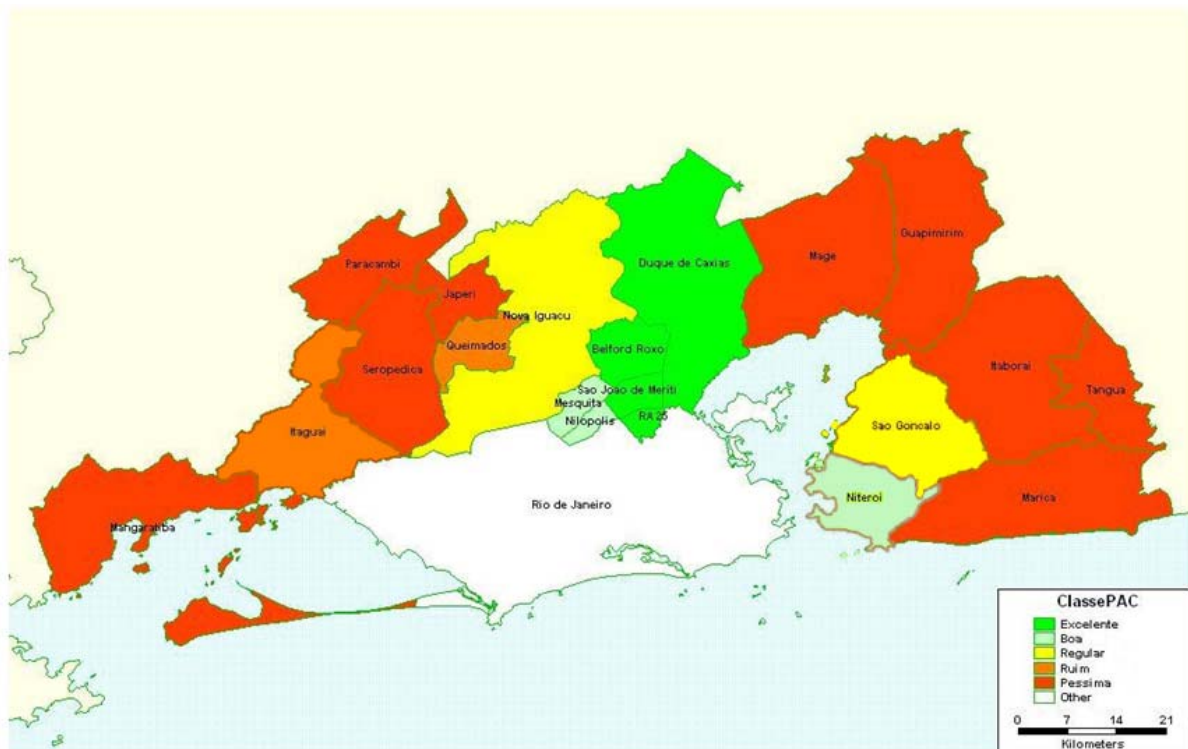 Guapimirim
Mage
Duque de Caxias
Paracambi
Japeri
Nova Iguacu
Queimados
Belford Roxo
Seropedica
Itaborai
Tangua
Sao Joao de Meriti
Mesquita
RA 25
Nilopolis
Sao Goncalo
Itaguai
Niteroi
Marica
Rio de Janeiro
Mangaratiba
ClassePAC
Excelente
Boa
Regular
Ruim
Pessima
Other
0 7 14 21
Kilometers